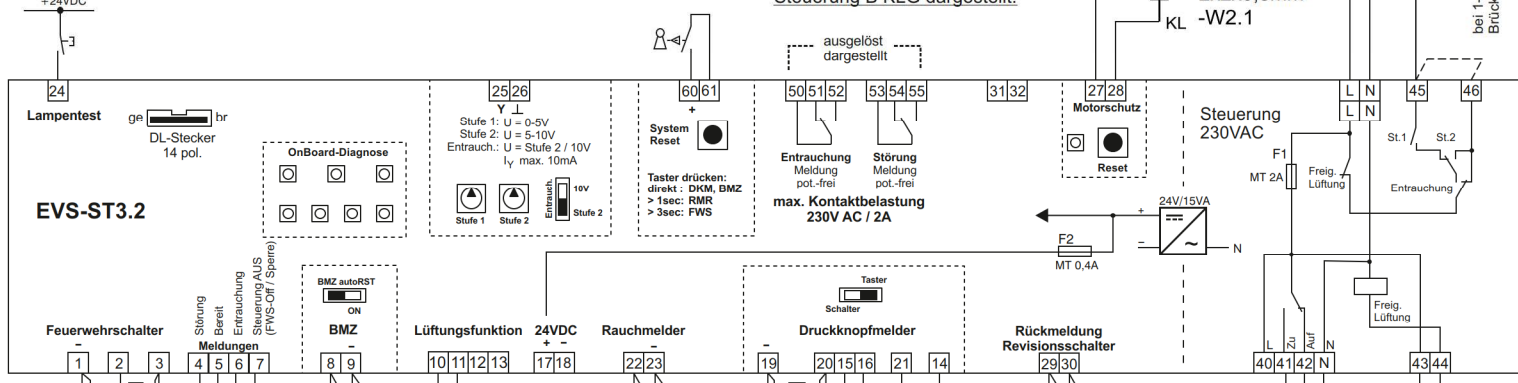 +24VDC
Steuerung B-RLG dargestellt.
KL -W2.1
bei 1-
Brück
ausgelöst
dargestellt
24
25 26
60 61
50 51 52
53 54 55
31 32
27 28
L N
L N
45
46
Lampentest
ge
br
DL-Stecker
14 pol.
OnBoard-Diagnose
EVS-ST3.2
Y ⊥
Stufe 1: U = 0-5V
Stufe 2: U = 5-10V
Entrauch.: U = Stufe 2 / 10V
IY max. 10mA
Stufe 1
Stufe 2
Entrauch.
10V
Stufe 2
+
System
Reset
Taster drücken:
direkt : DKM, BMZ
> 1sec: RMR
> 3sec: FWS
Entrauchung
Meldung
pot.-frei
Störung
Meldung
pot.-frei
max. Kontaktbelastung
230V AC / 2A
Motorschutz
Reset
Steuerung
230VAC
F1
MT 2A
Freig.
Lüftung
St.1
St.2
Entrauchung
24V/15VA
+
–
~
N
F2
MT 0,4A
Feuerwehrschalter
–
1
2
3
Störung
Bereit
Entrauchung
Steuerung AUS
(FWS-Off / Sperre)
Meldungen
4 5 6 7
BMZ autoRST
ON
BMZ
–
8 9
Lüftungsfunktion
10 11 12 13
24VDC
+ –
17 18
Rauchmelder
–
22 23
Taster
Schalter
Druckknopfmelder
–
19
20 15 16
21
14
Rückmeldung
Revisionsschalter
29 30
L
Zu
Auf
N
40 41 42 N
Freig.
Lüftung
43 44